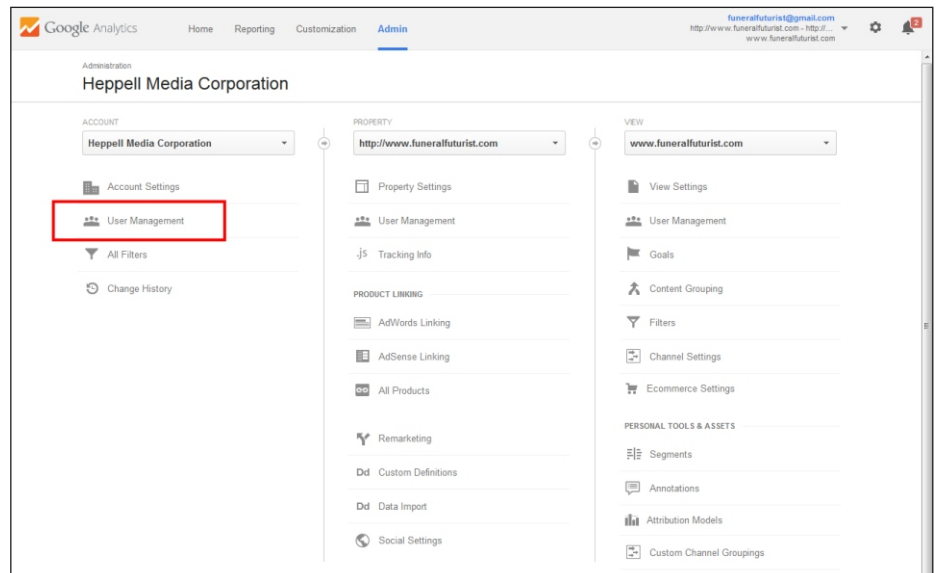 Google Analytics
Home
Reporting
Customization
Admin
funeralfuturist@gmail.com
http://www.funeralfuturist.com - http://...
www.funeralfuturist.com
2
Administration
Heppell Media Corporation
ACCOUNT
Heppell Media Corporation
Account Settings
User Management
All Filters
Change History
PROPERTY
http://www.funeralfuturist.com
Property Settings
User Management
.js Tracking Info
PRODUCT LINKING
AdWords Linking
AdSense Linking
All Products
Remarketing
Dd Custom Definitions
Dd Data Import
Social Settings
VIEW
www.funeralfuturist.com
View Settings
User Management
Goals
Content Grouping
Filters
Channel Settings
Ecommerce Settings
PERSONAL TOOLS & ASSETS
Segments
Annotations
Attribution Models
Custom Channel Groupings